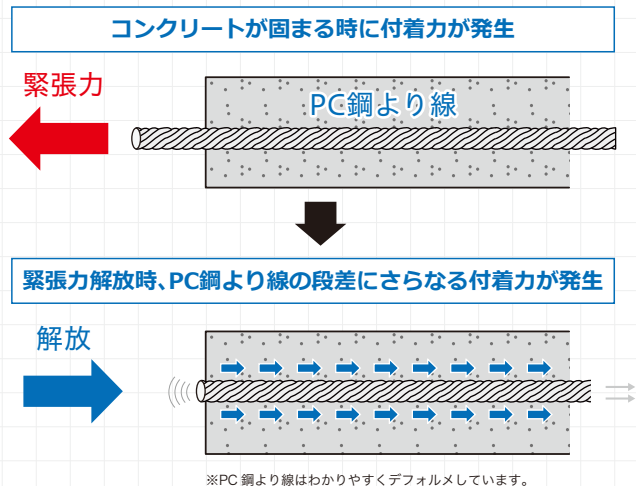 コンクリートが固まる時に付着力が発生
緊張力
PC鋼より線
緊張力解放時、PC鋼より線の段差にさらなる付着力が発生
解放
※PC鋼より線はわかりやすくデフォルメしています。